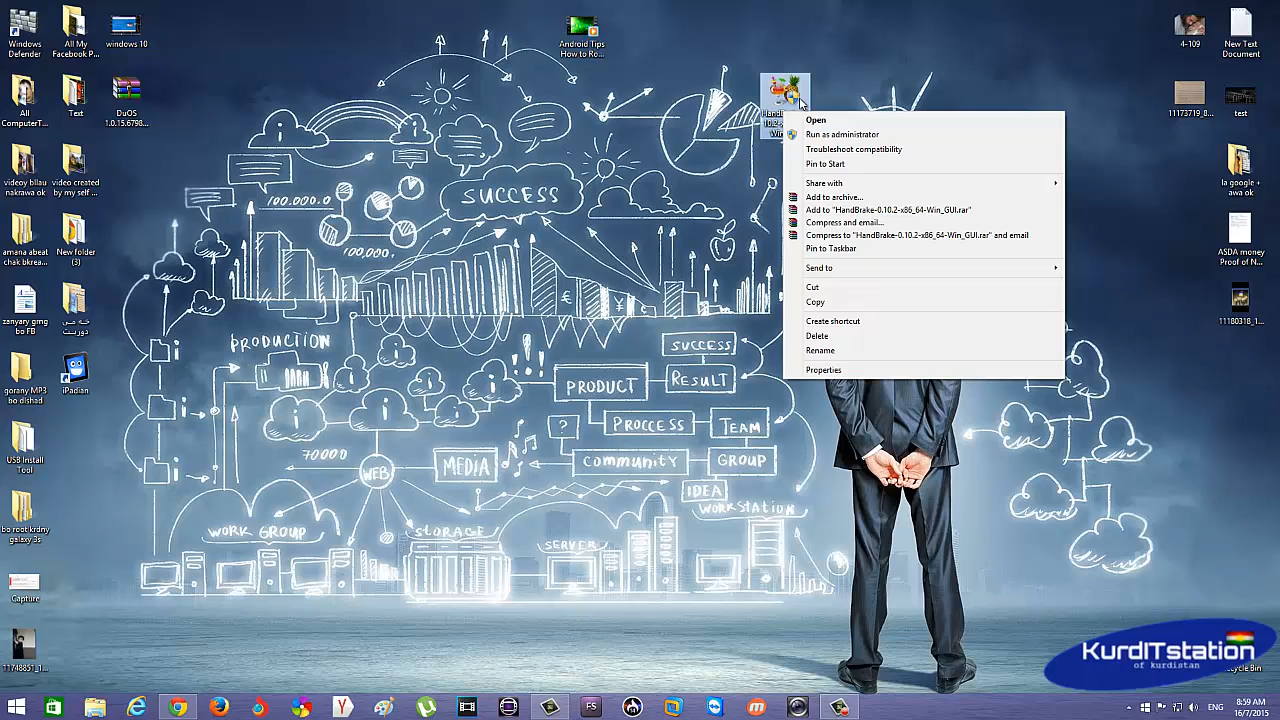 Windows
Defender
All My
Facebook P...
windows 10
Android Tips
How to Ro...
4-109
New Text
Document
All
ComputerT...
Text
DuOS
1.0.15.6798...
11173719_8...
test
videoy bllau
nakrawa ok
video created
by my self ...
la google +
awa ok
amana abeat
chak bkrea...
New folder
(3)
ASDA money
Proof of N...
zanyary grng
bo FB
11180318_1...
gorany MP3
bo dlshad
iPadian
USB Install
Tool
bo root krdny
galaxy 3s
Capture
11748851_1...
Open
Run as administrator
Troubleshoot compatibility
Pin to Start
Share with
Add to archive...
Add to "HandBrake-0.10.2-x86_64-Win_GUI.rar"
Compress and email...
Compress to "HandBrake-0.10.2-x86_64-Win_GUI.rar" and email
Pin to Taskbar
Send to
Cut
Copy
Create shortcut
Delete
Rename
Properties
SUCCESS
100.000.0
100,000,
PRODUCTION
SUCCESS
PRODUCT
RESULT
PROCCESS
TEAM
?
COMMUNITY
GROUP
70000
WEB
MEDIA
IDEA
WORKSTATION
WORK GROUP
STORAGE
SERVER
KurdITstation
of kurdistan
ENG
8:59 AM
16/7/2015